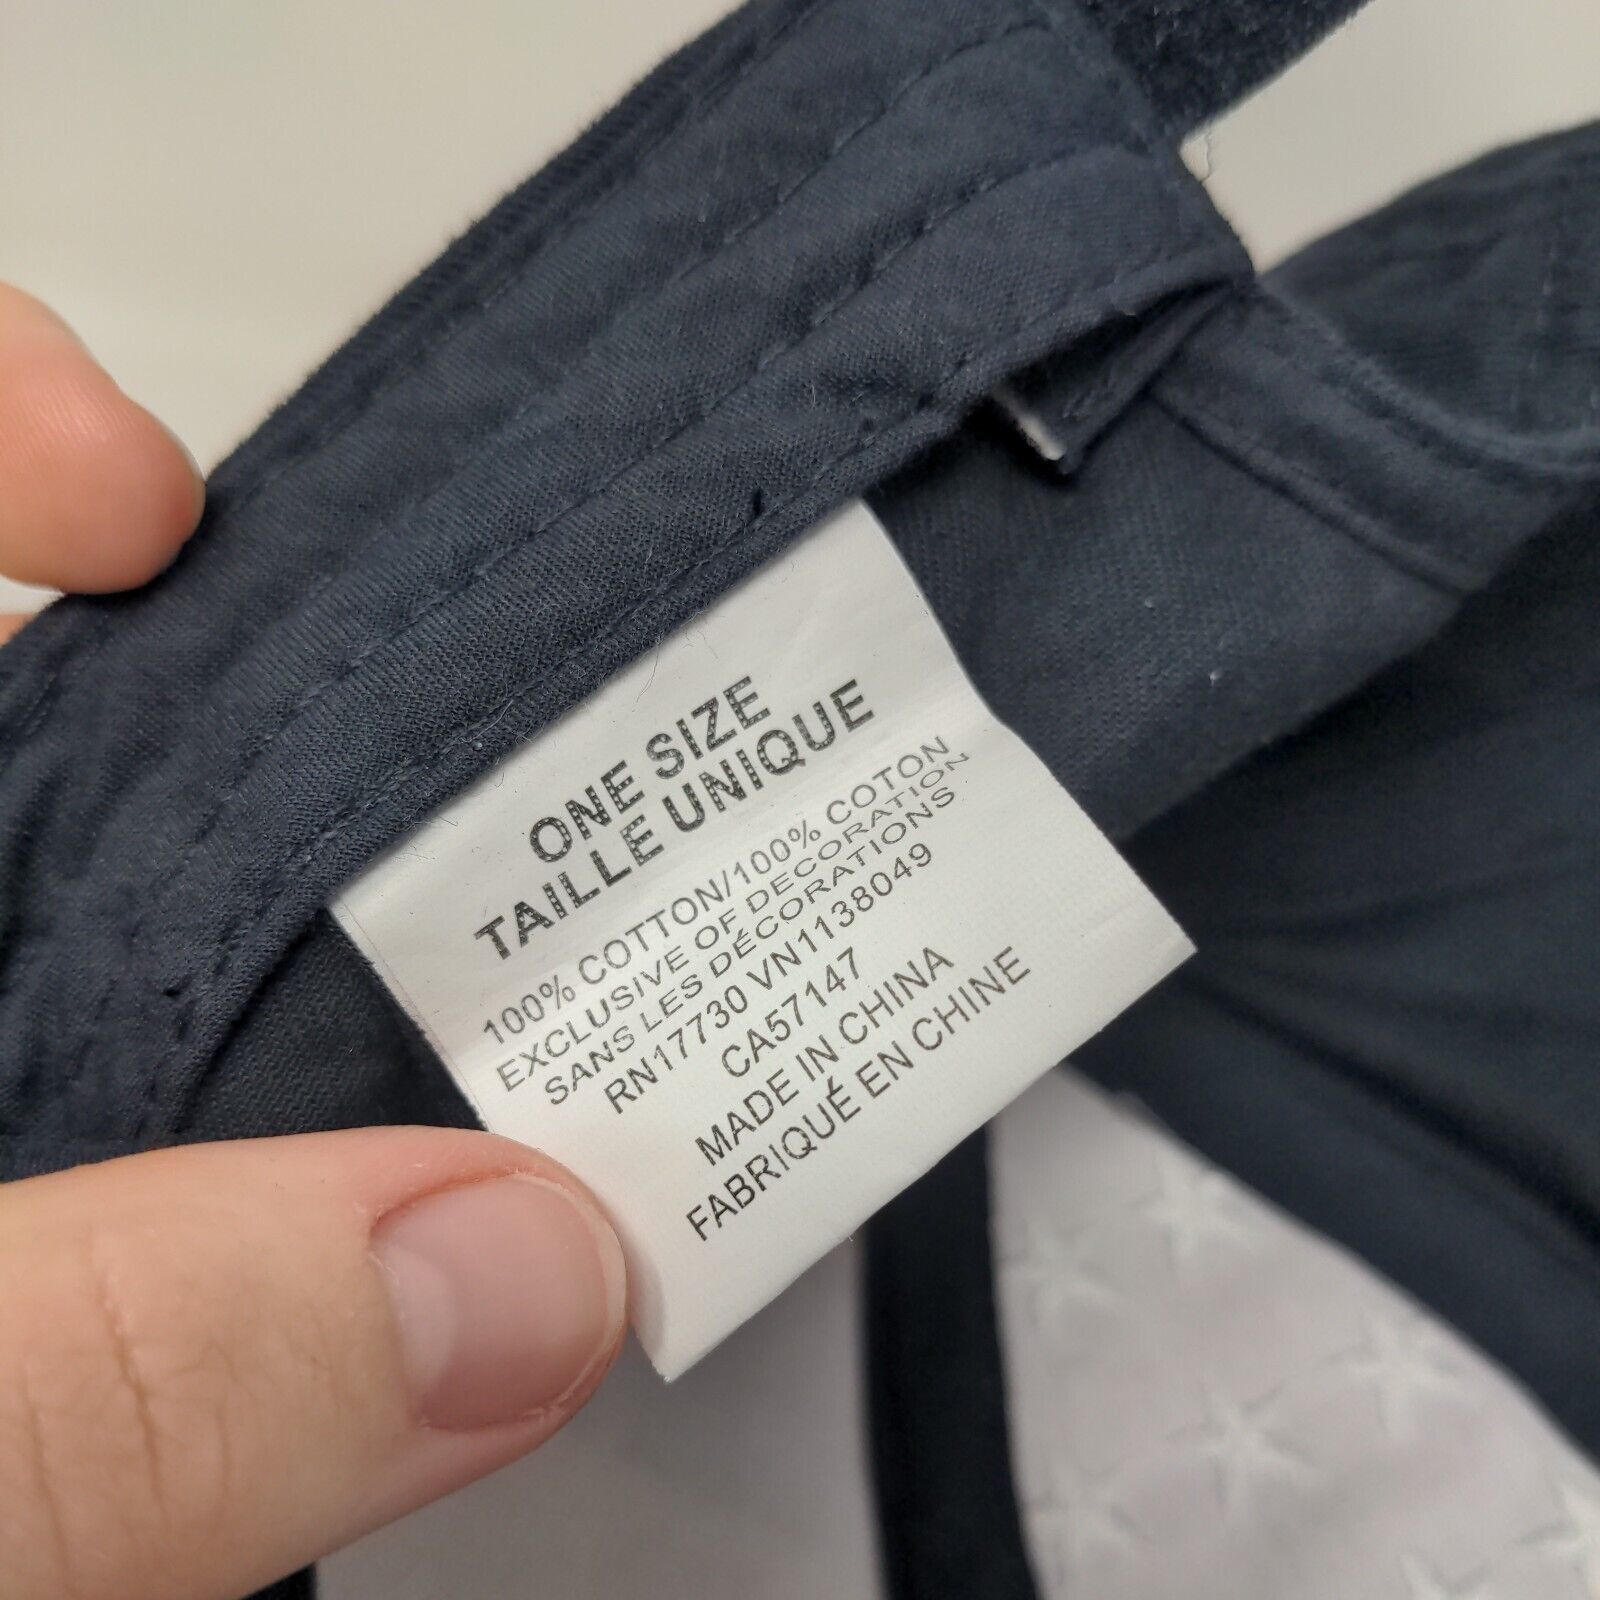 ONE SIZE
TAILLE UNIQUE
100% COTTON/100% COTON
EXCLUSIVE OF DECORATION
SANS LES DÉCORATIONS
RN17730 VN1138049
CA57147
MADE IN CHINA
FABRIQUÉ EN CHINE